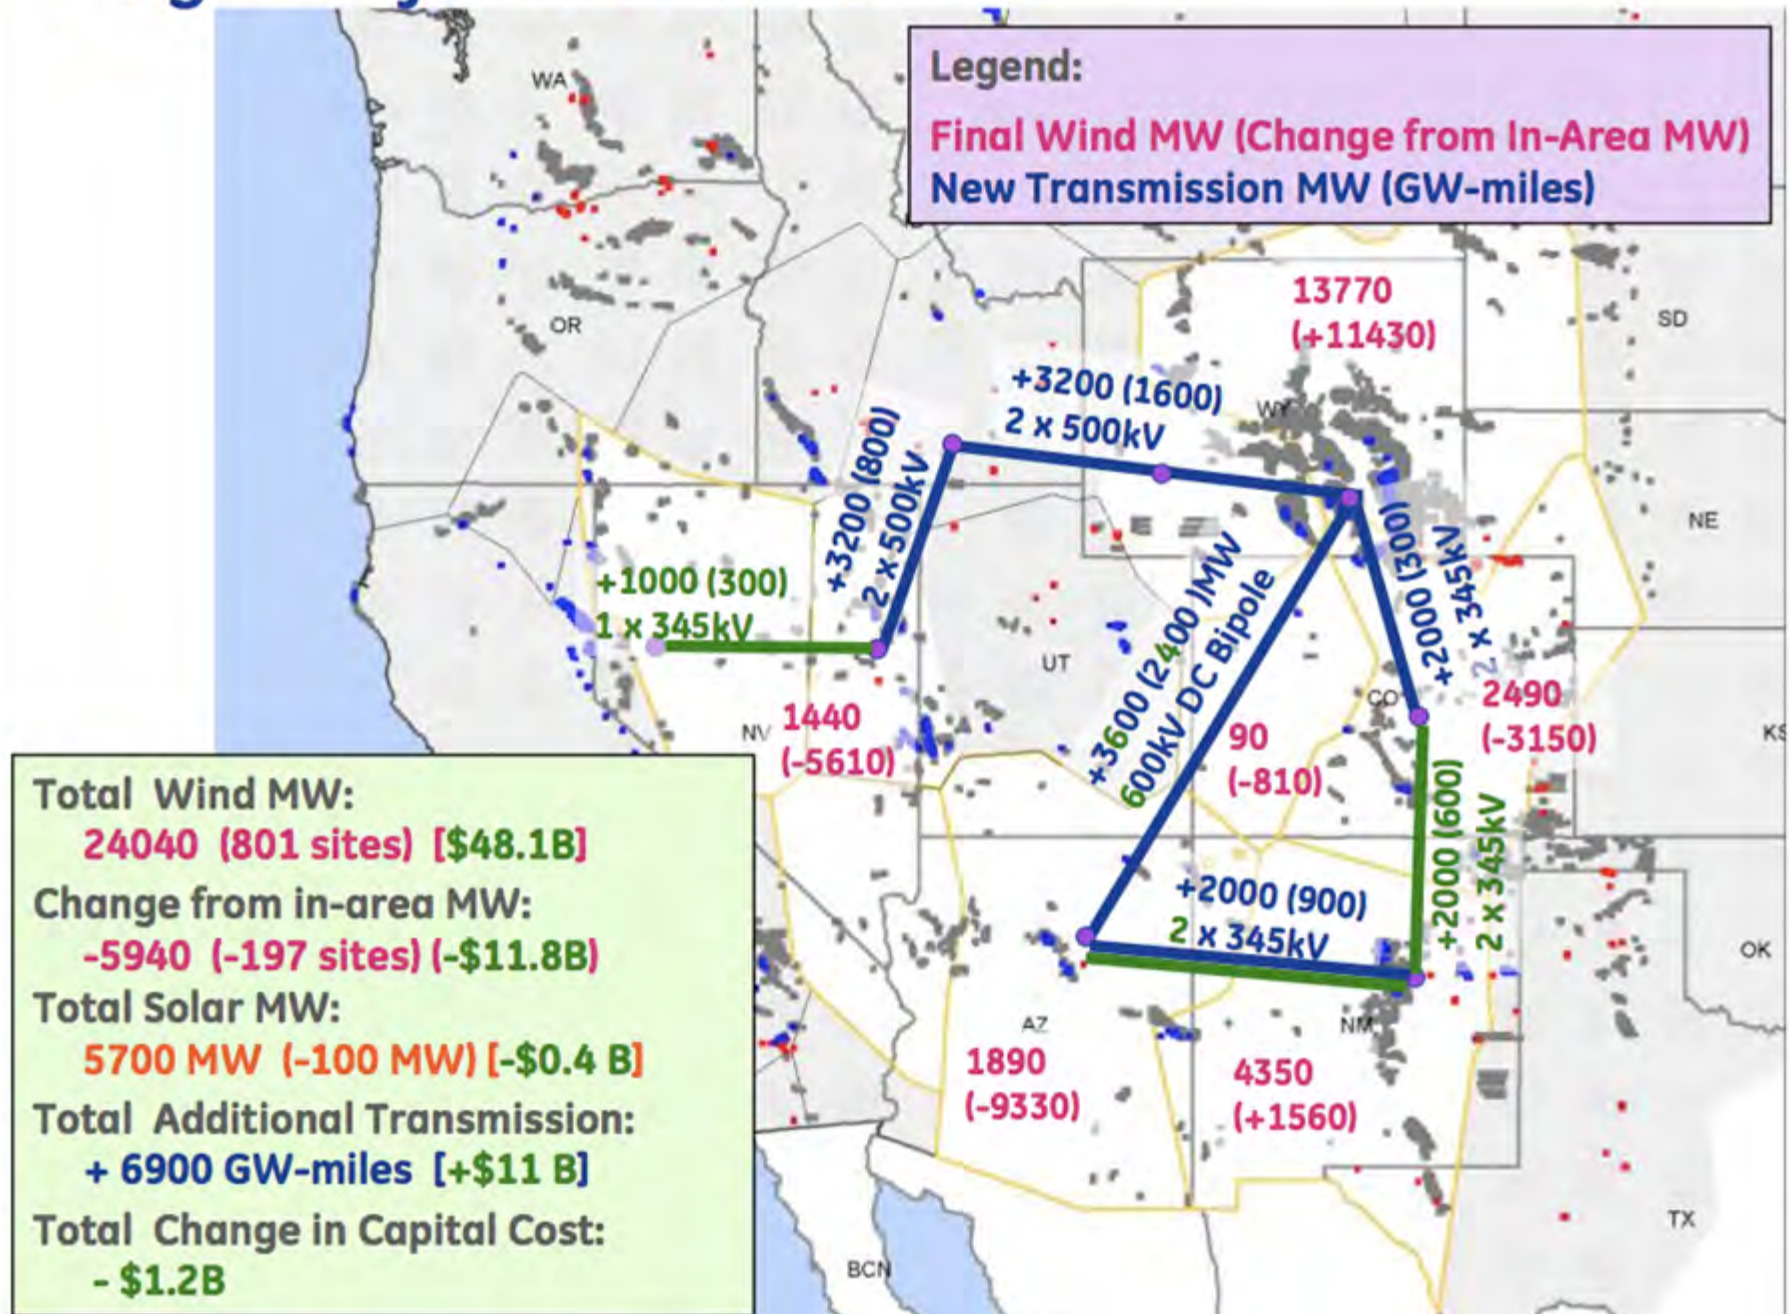 Legend:
Final Wind MW (Change from In-Area MW)
New Transmission MW (GW-miles)
WA
OR
13770
(+11430)
SD
+3200 (1600)
2 x 500kV
WY
+3200 (800)
2 x 500kV
NE
+1000 (300)
1 x 345kV
+2000 (300)
2 x 345kV
+3600 (2400 )MW
600kV DC Bipole
UT
CO
2490
(-3150)
NV
1440
(-5610)
90
(-810)
KS
+2000 (600)
2 x 345kV
+2000 (900)
2 x 345kV
OK
AZ
NM
1890
(-9330)
4350
(+1560)
TX
BCN
Total Wind MW:
24040 (801 sites) [$48.1B]
Change from in-area MW:
-5940 (-197 sites) (-$11.8B)
Total Solar MW:
5700 MW (-100 MW) [-$0.4 B]
Total Additional Transmission:
+ 6900 GW-miles [+$11 B]
Total Change in Capital Cost:
- $1.2B